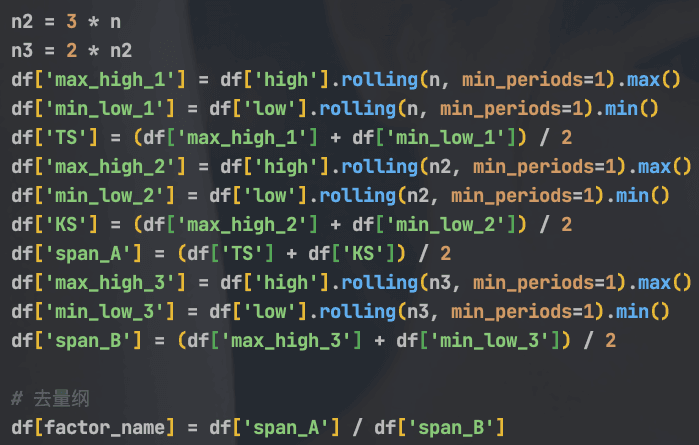 n2 = 3 * n
n3 = 2 * n2
df['max_high_1'] = df['high'].rolling(n, min_periods=1).max()
df['min_low_1'] = df['low'].rolling(n, min_periods=1).min()
df['TS'] = (df['max_high_1'] + df['min_low_1']) / 2
df['max_high_2'] = df['high'].rolling(n2, min_periods=1).max()
df['min_low_2'] = df['low'].rolling(n2, min_periods=1).min()
df['KS'] = (df['max_high_2'] + df['min_low_2']) / 2
df['span_A'] = (df['TS'] + df['KS']) / 2
df['max_high_3'] = df['high'].rolling(n3, min_periods=1).max()
df['min_low_3'] = df['low'].rolling(n3, min_periods=1).min()
df['span_B'] = (df['max_high_3'] + df['min_low_3']) / 2
# 去量纲
df[factor_name] = df['span_A'] / df['span_B']